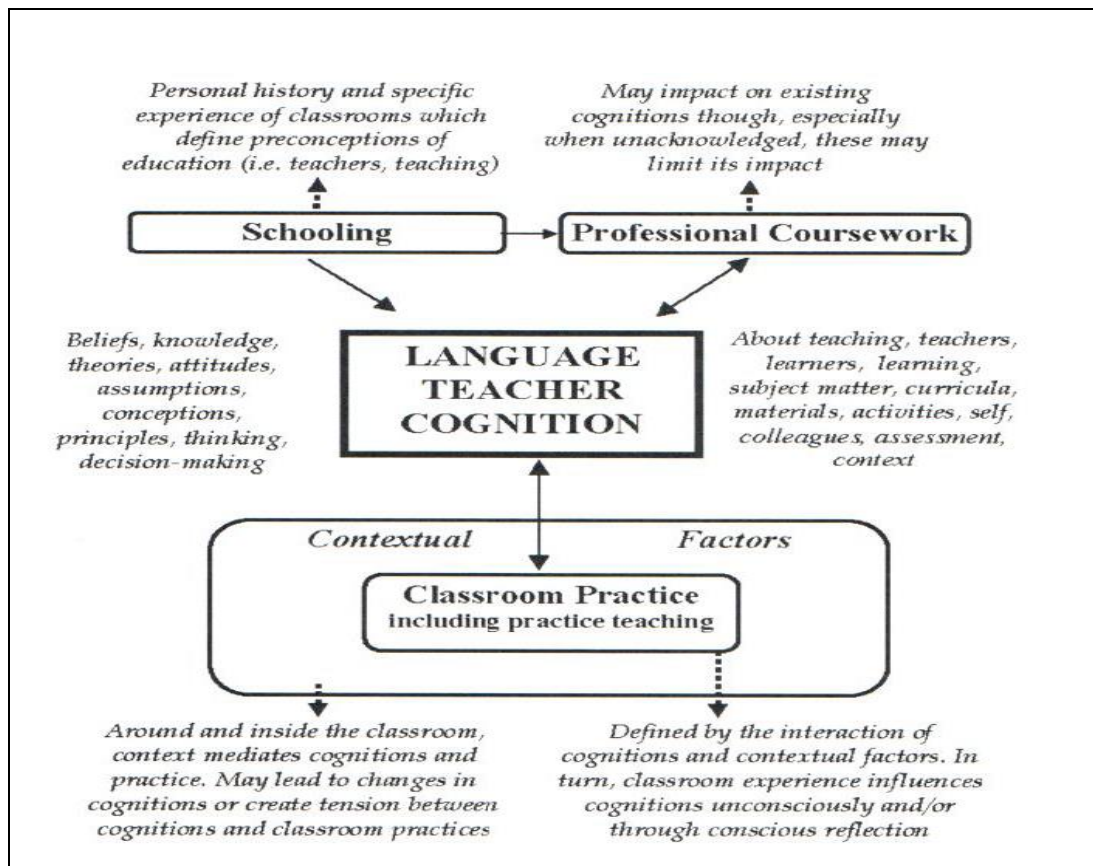 Personal history and specific
experience of classrooms which
define preconceptions of
education (i.e. teachers, teaching)
May impact on existing
cognitions though, especially
when unacknowledged, these may
limit its impact
Schooling
Professional Coursework
Beliefs, knowledge,
theories, attitudes,
assumptions,
conceptions,
principles, thinking,
decision-making
LANGUAGE
TEACHER
COGNITION
About teaching, teachers,
learners, learning,
subject matter, curricula,
materials, activities, self,
colleagues, assessment,
context
Contextual Factors
Classroom Practice
including practice teaching
Around and inside the classroom,
context mediates cognitions and
practice. May lead to changes in
cognitions or create tension between
cognitions and classroom practices
Defined by the interaction of
cognitions and contextual factors. In
turn, classroom experience influences
cognitions unconsciously and/or
through conscious reflection